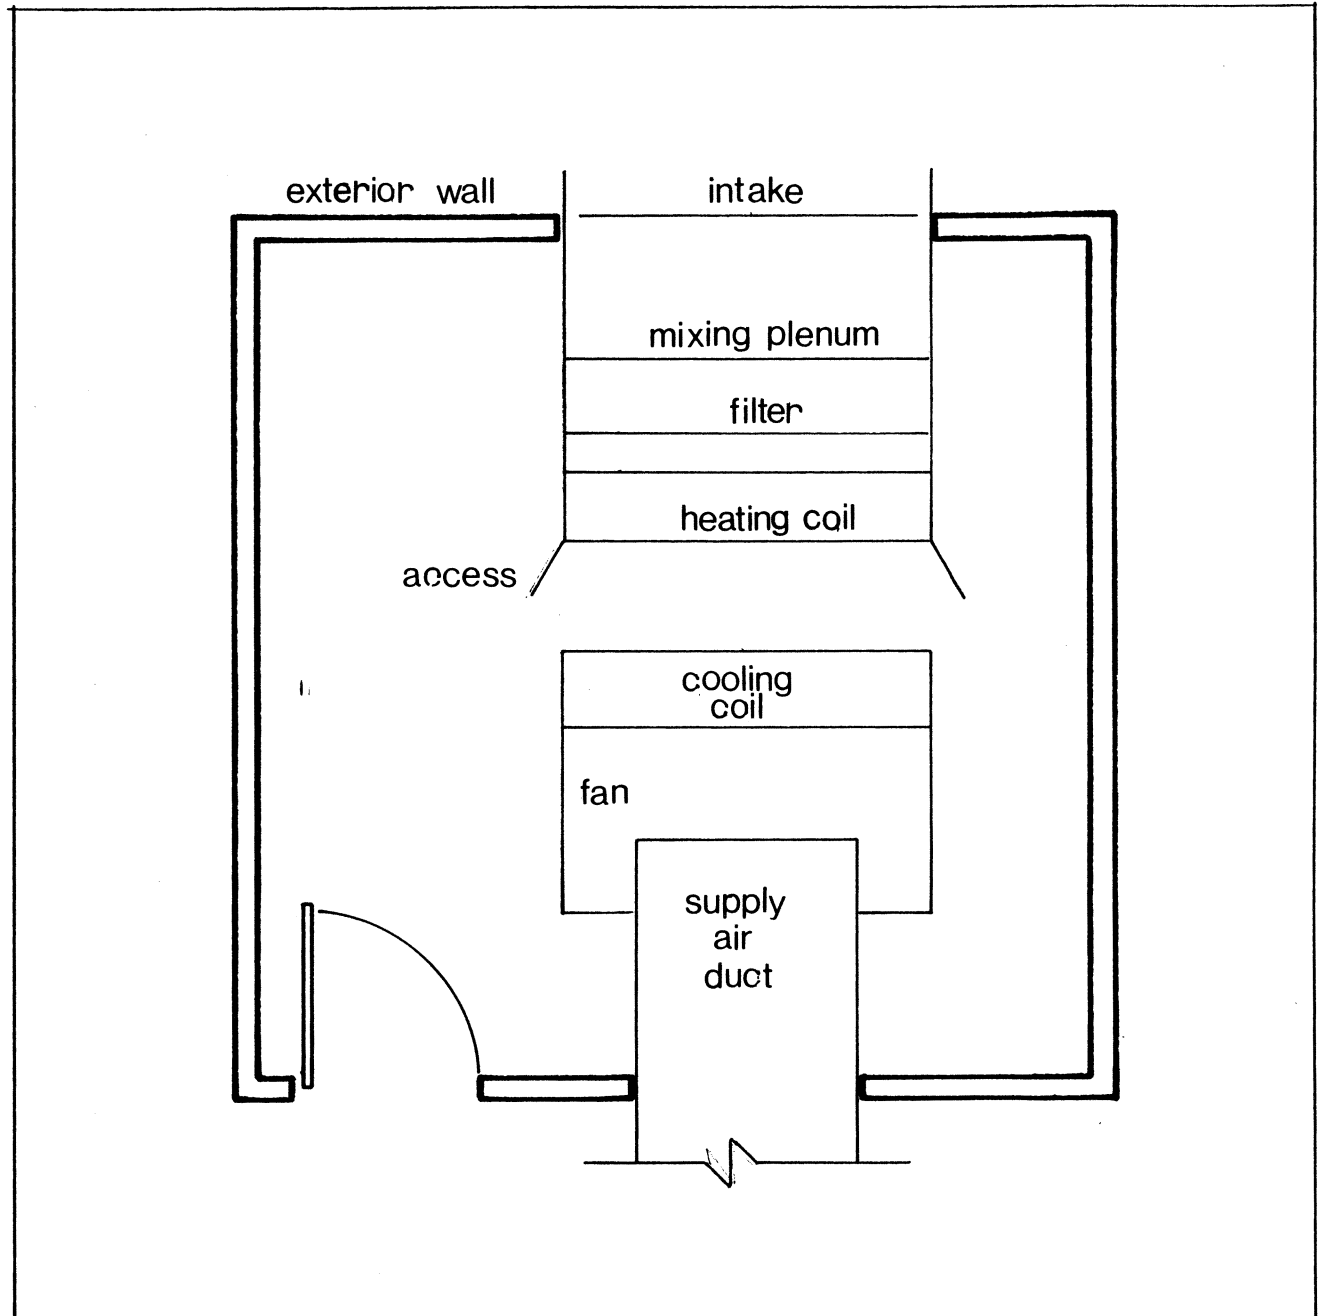 exterior wall
intake
mixing plenum
filter
heating coil
access
cooling
coil
fan
supply
air
duct